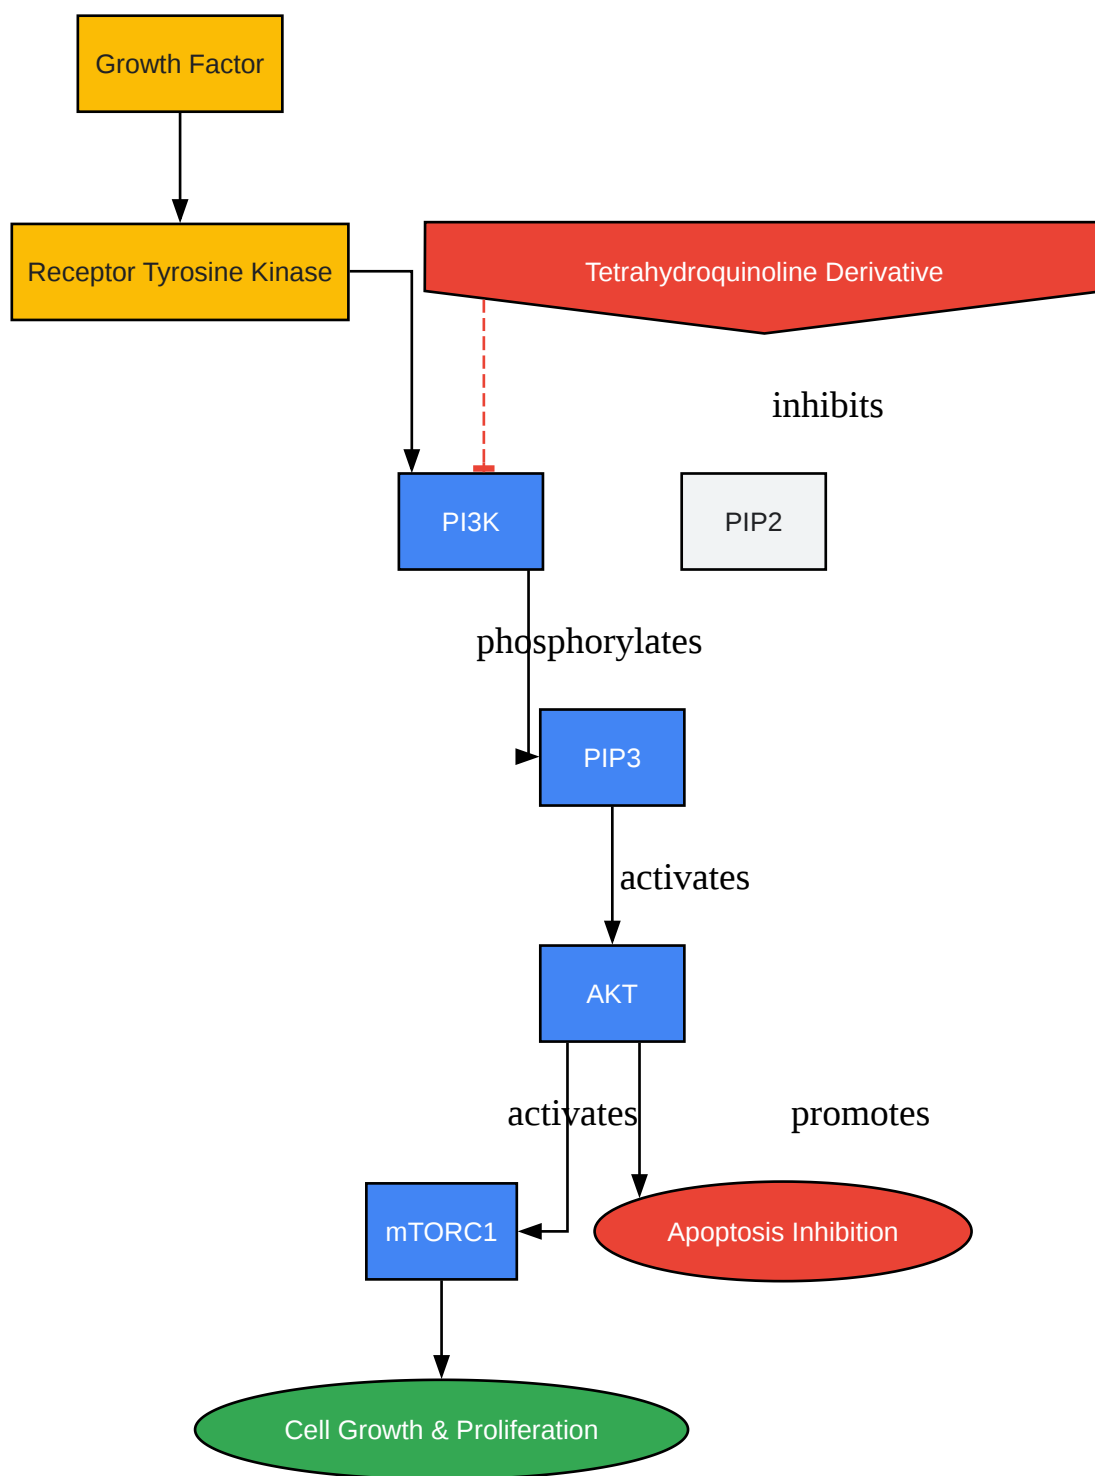 Growth Factor
Receptor Tyrosine Kinase
Tetrahydroquinoline Derivative
inhibits
PI3K
PIP2
phosphorylates
PIP3
activates
AKT
activates
promotes
mTORC1
Apoptosis Inhibition
Cell Growth & Proliferation